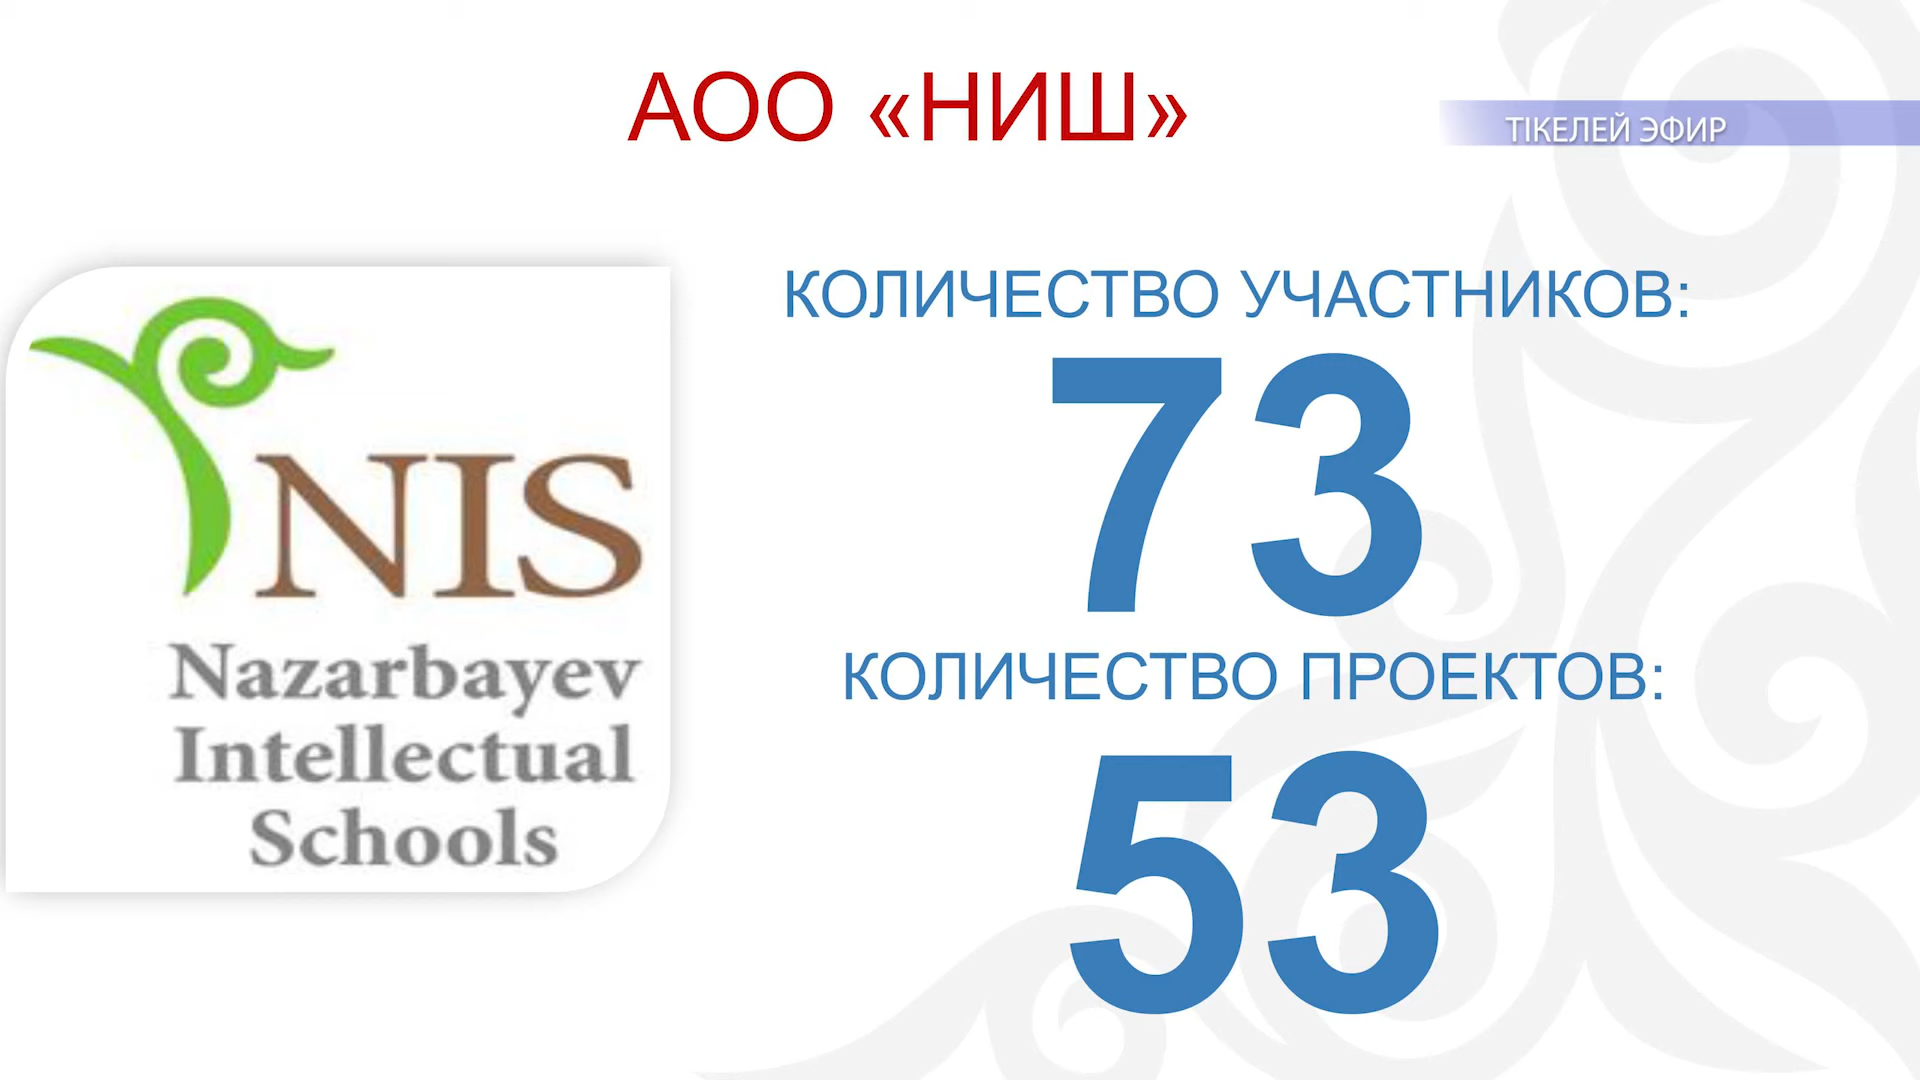 АОО «НИШ»
ТІКЕЛЕЙ ЭФИР
КОЛИЧЕСТВО УЧАСТНИКОВ:
73
NIS
Nazarbayev
Intellectual
Schools
КОЛИЧЕСТВО ПРОЕКТОВ:
53